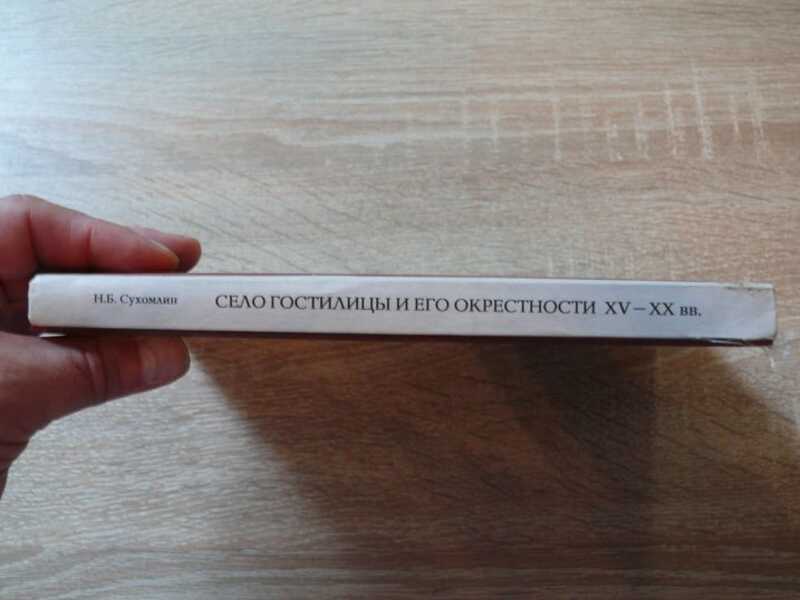 Н.Б. Сухомлин СЕЛО ГОСТИЛИЦЫ И ЕГО ОКРЕСТНОСТИ XV – XX вв.